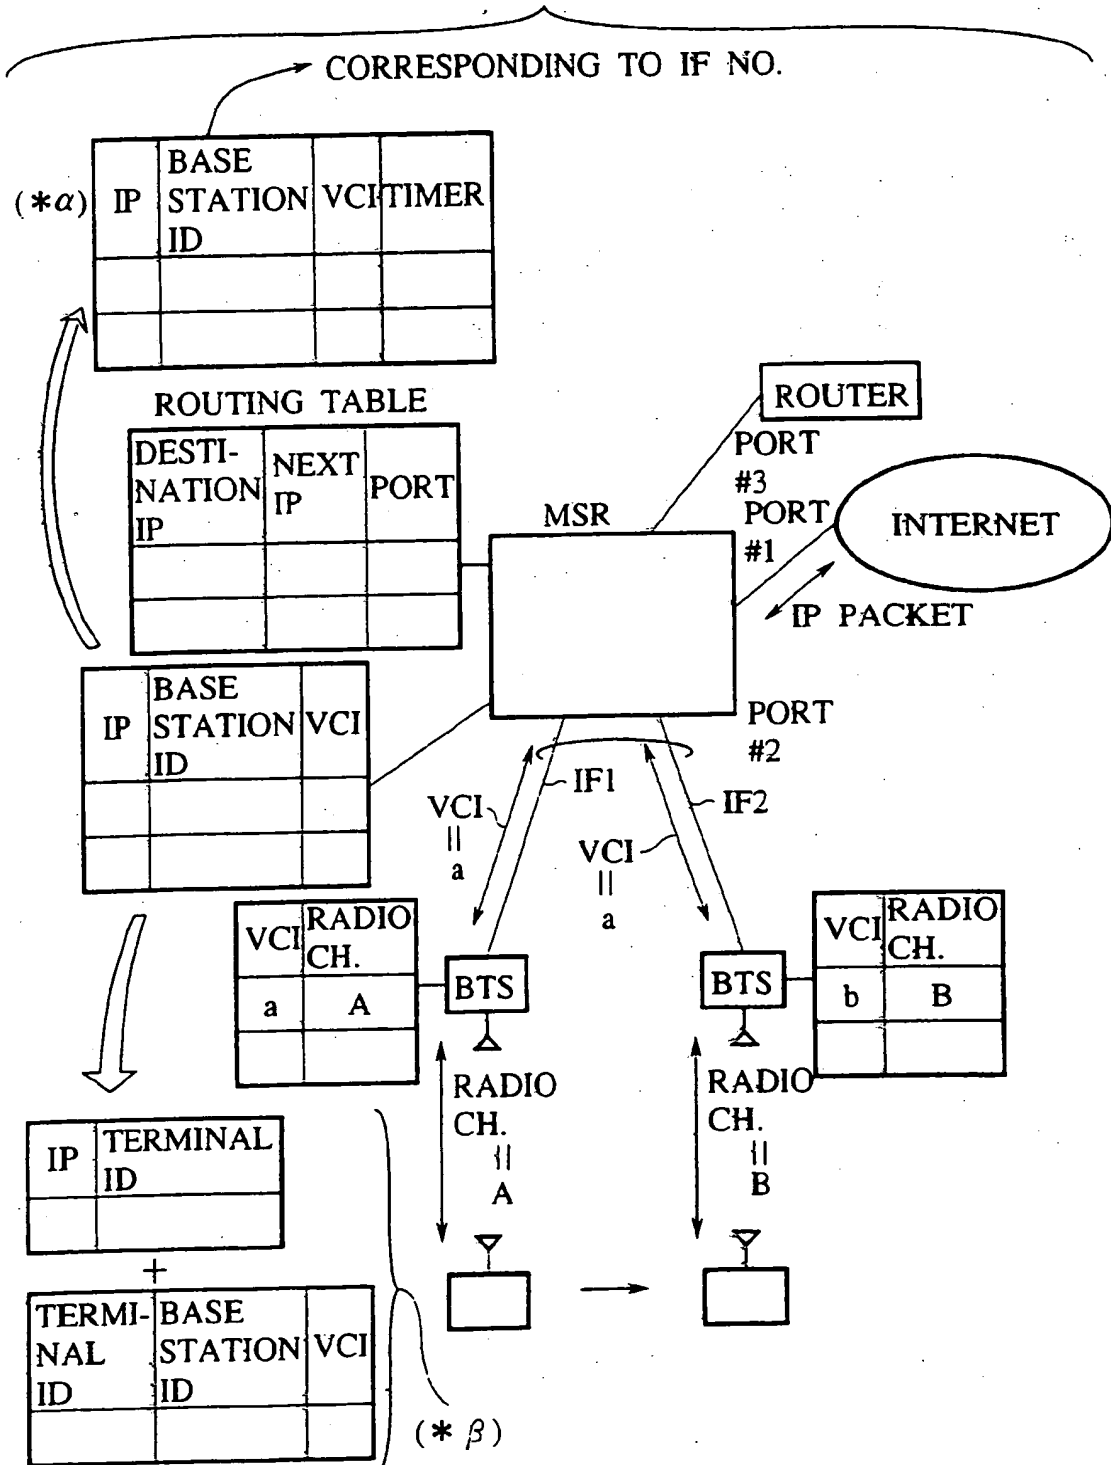 CORRESPONDING TO IF NO.
(*α)
IP
BASE
STATION
ID
VCI
TIMER
ROUTING TABLE
DESTI-
NATION
IP
NEXT
IP
PORT
ROUTER
PORT
#3
MSR
PORT
#1
INTERNET
IP PACKET
IP
BASE
STATION
ID
VCI
PORT
#2
IF1
IF2
VCI
=
a
VCI
=
a
VCI
RADIO
CH.
a
A
BTS
BTS
VCI
RADIO
CH.
b
B
RADIO
CH.
=
A
RADIO
CH.
=
B
IP
TERMINAL
ID
+
TERMI-
NAL
ID
BASE
STATION
ID
VCI
(* β)